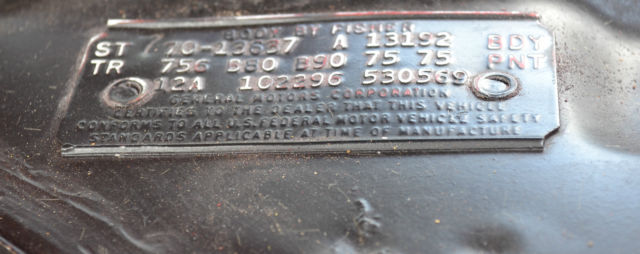 BODY BY FISHER
ST 70-13637 A 13192 BDY
TR 756 D80 B90 75 75 PNT
12A 102296 530569
GENERAL MOTORS CORPORATION
CERTIFIES TO THE DEALER THAT THIS VEHICLE
CONFORMS TO ALL U.S. FEDERAL MOTOR VEHICLE SAFETY
STANDARDS APPLICABLE AT TIME OF MANUFACTURE